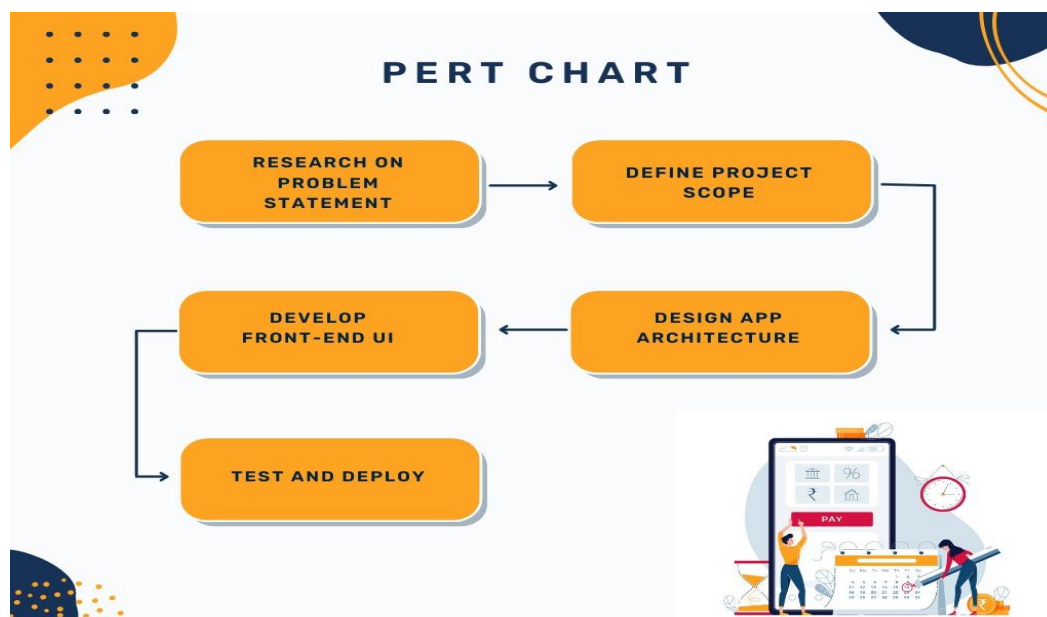 PERT CHART
RESEARCH ON
PROBLEM
STATEMENT
DEFINE PROJECT
SCOPE
DEVELOP
FRONT-END UI
DESIGN APP
ARCHITECTURE
TEST AND DEPLOY
%
₹
PAY
₹